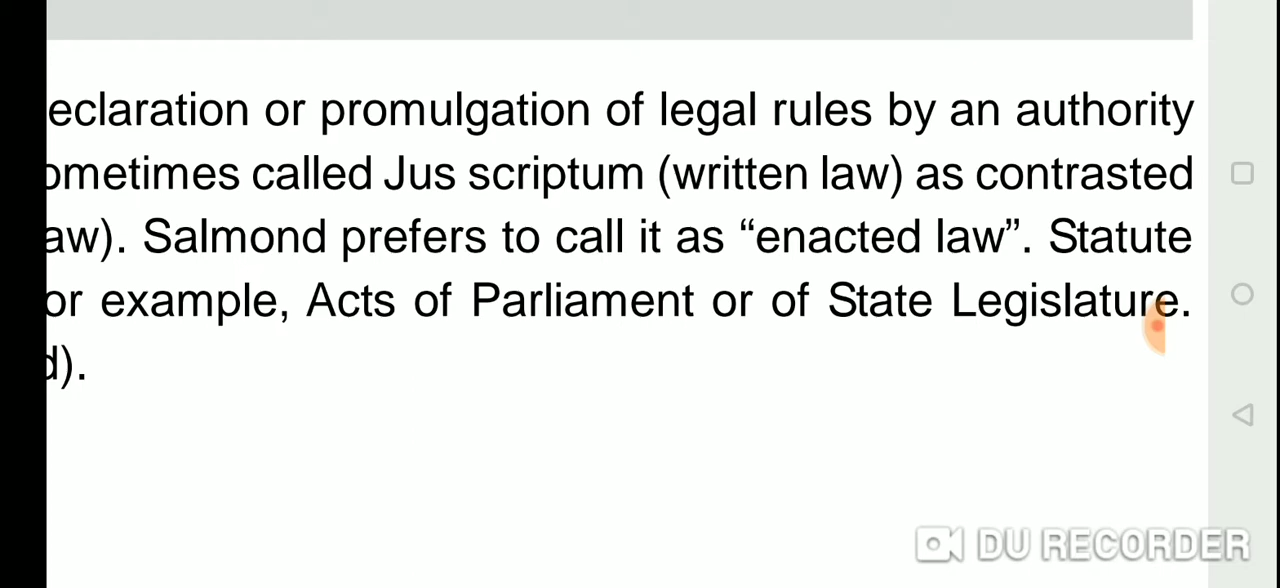 eclaration or promulgation of legal rules by an authority
ometimes called Jus scriptum (written law) as contrasted
aw). Salmond prefers to call it as “enacted law”. Statute
or example, Acts of Parliament or of State Legislature.
d).
DU RECORDER